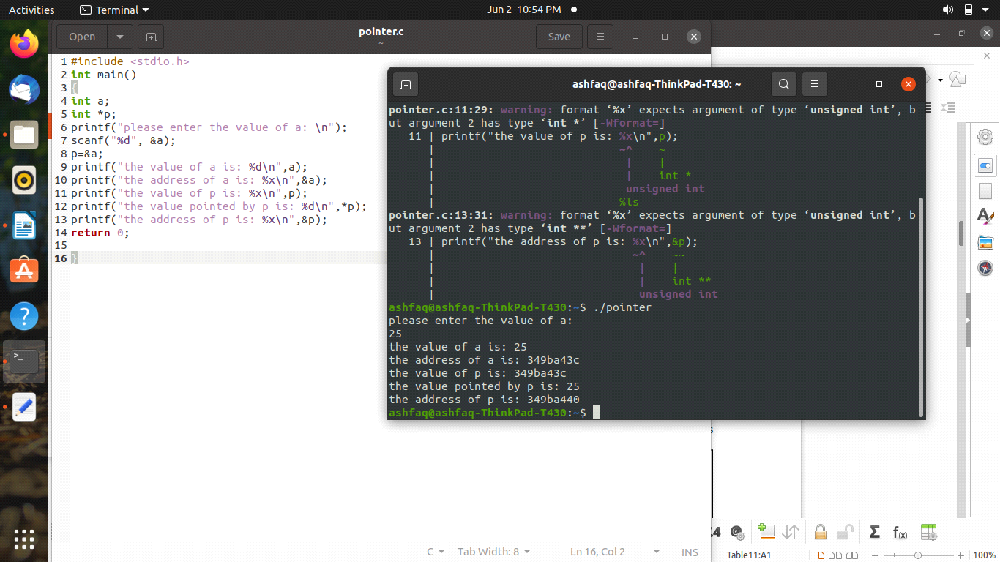 Activities
Terminal
Jun 2 10:54 PM
Open
pointer.c
~
Save
1 #include <stdio.h>
2 int main()
3 {
4 int a;
5 int *p;
6 printf("please enter the value of a: \n");
7 scanf("%d", &a);
8 p=&a;
9 printf("the value of a is: %d\n",a);
10 printf("the address of a is: %x\n",&a);
11 printf("the value of p is: %x\n",p);
12 printf("the value pointed by p is: %d\n",*p);
13 printf("the address of p is: %x\n",&p);
14 return 0;
15
16 }
C
Tab Width: 8
Ln 16, Col 2
INS
ashfaq@ashfaq-ThinkPad-T430: ~
pointer.c:11:29: warning: format ‘%x’ expects argument of type ‘unsigned int’, b
ut argument 2 has type ‘int *’ [-Wformat=]
   11 | printf("the value of p is: %x\n",p);
      |                            ~^    ~
      |                             |    |
      |                             |    int *
      |                             unsigned int
      |                            %ls
pointer.c:13:31: warning: format ‘%x’ expects argument of type ‘unsigned int’, b
ut argument 2 has type ‘int **’ [-Wformat=]
   13 | printf("the address of p is: %x\n",&p);
      |                              ~^    ~~
      |                               |    |
      |                               |    int **
      |                               unsigned int
ashfaq@ashfaq-ThinkPad-T430:~$ ./pointer
please enter the value of a:
25
the value of a is: 25
the address of a is: 349ba43c
the value of p is: 349ba43c
the value pointed by p is: 25
the address of p is: 349ba440
ashfaq@ashfaq-ThinkPad-T430:~$
Σ f(x)
Table11:A1
100%